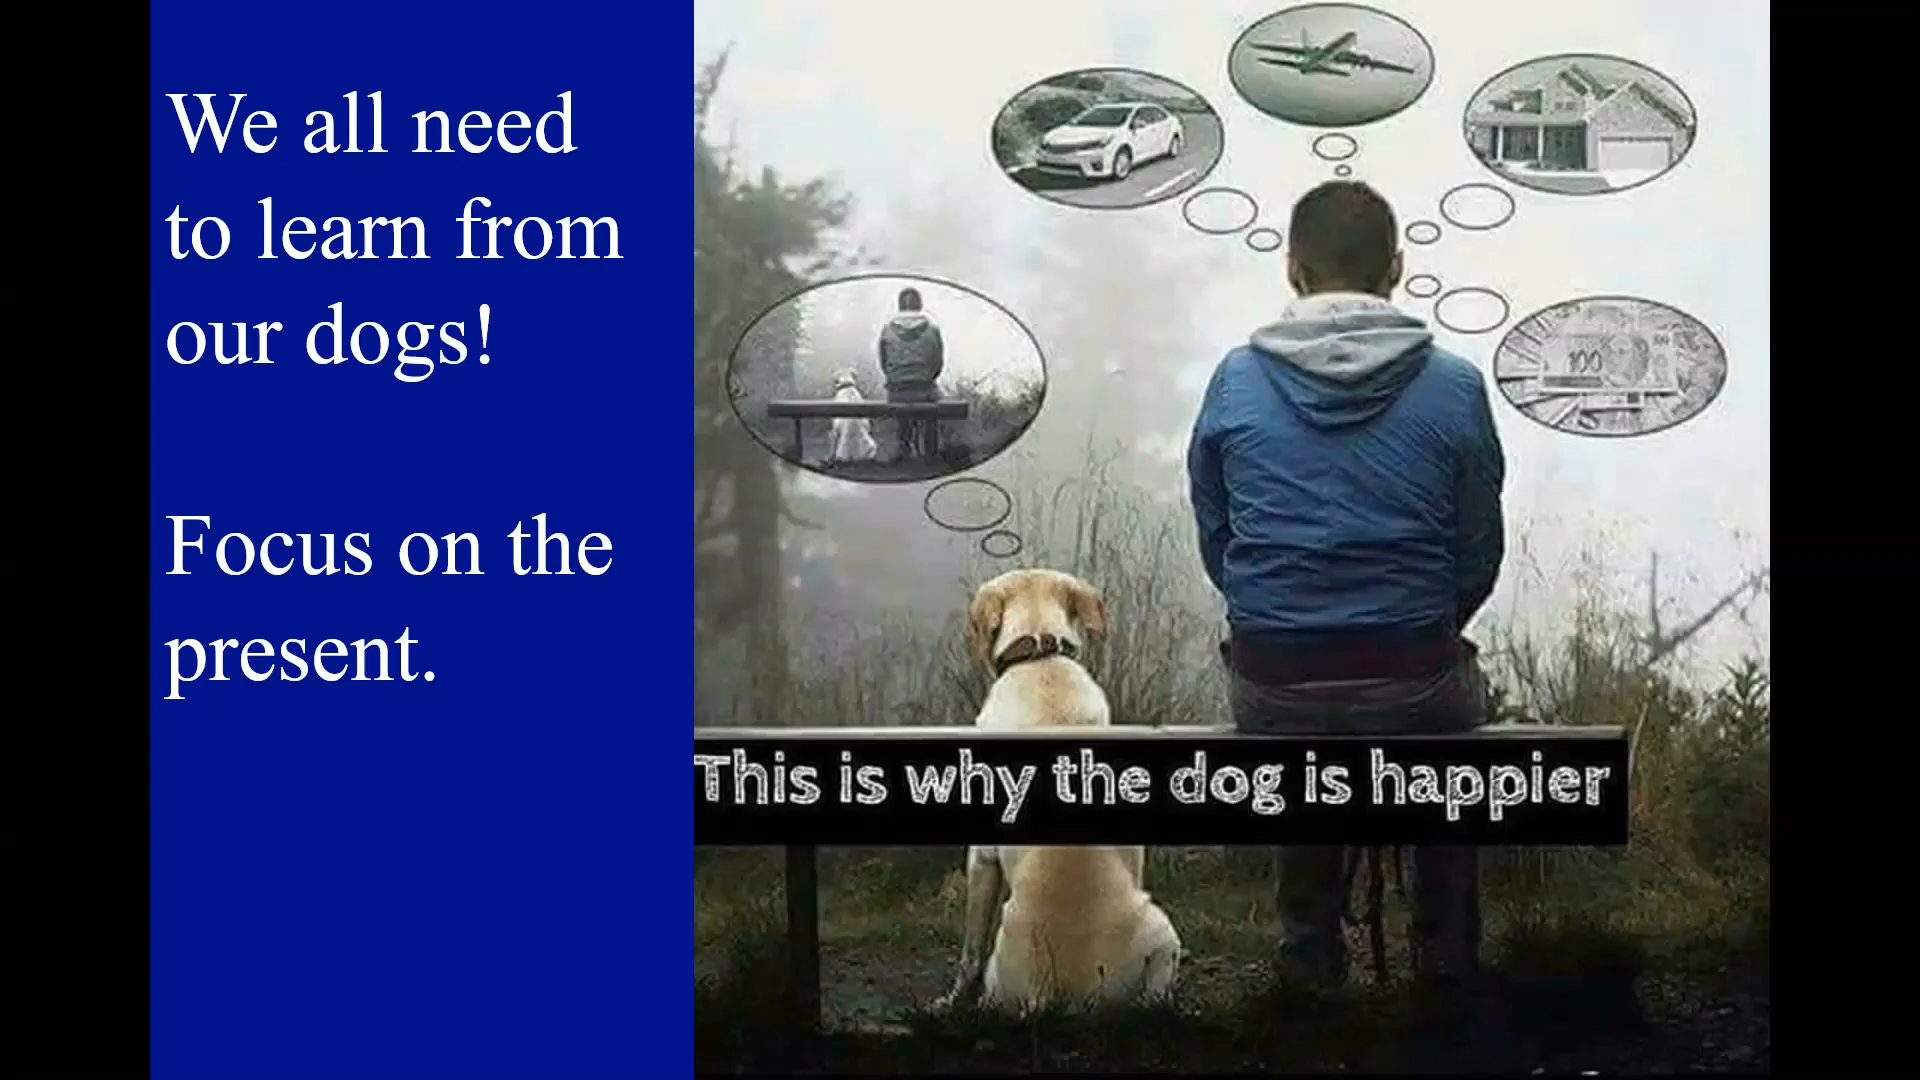 We all need
to learn from
our dogs!
Focus on the
present.
100
This is why the dog is happier